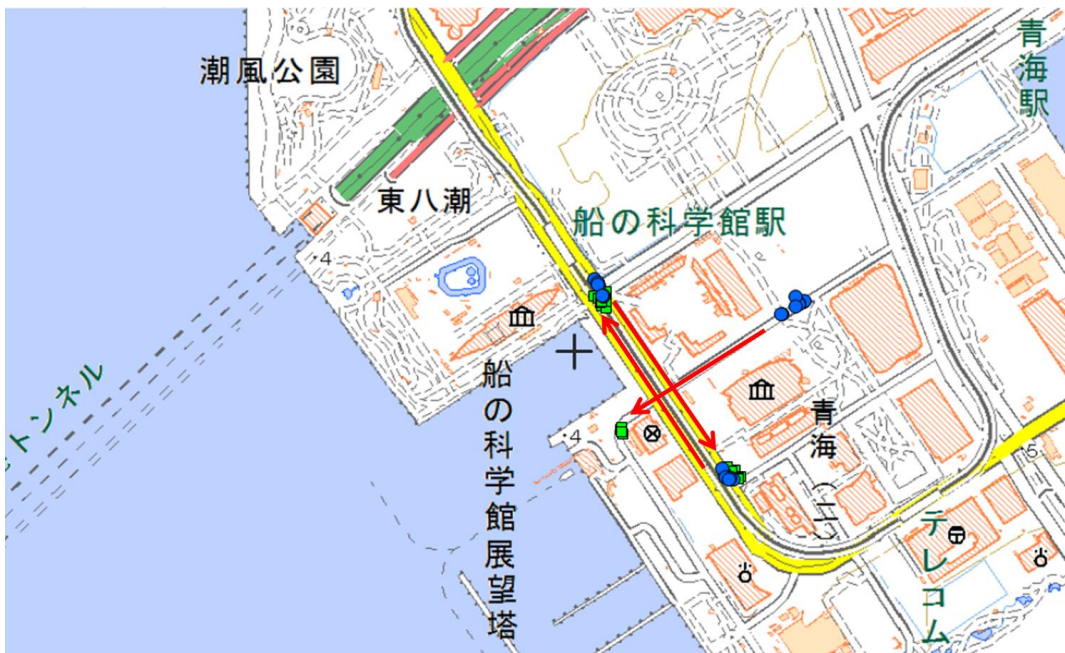 潮風公園
東八潮
船の科学館駅
青海駅
トンネル
船の科学館展望塔
青海(二)
テレコム
・4
・4
・5